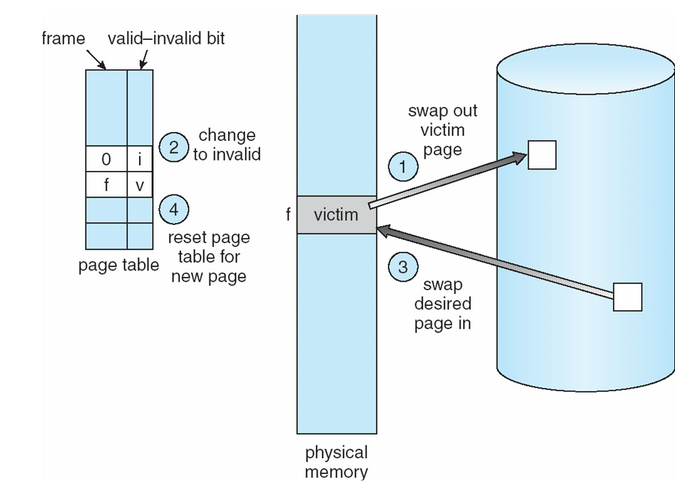 frame
valid–invalid bit
0
i
f
v
page table
2
change
to invalid
4
reset page
table for
new page
f
victim
physical
memory
1
swap out
victim
page
3
swap
desired
page in